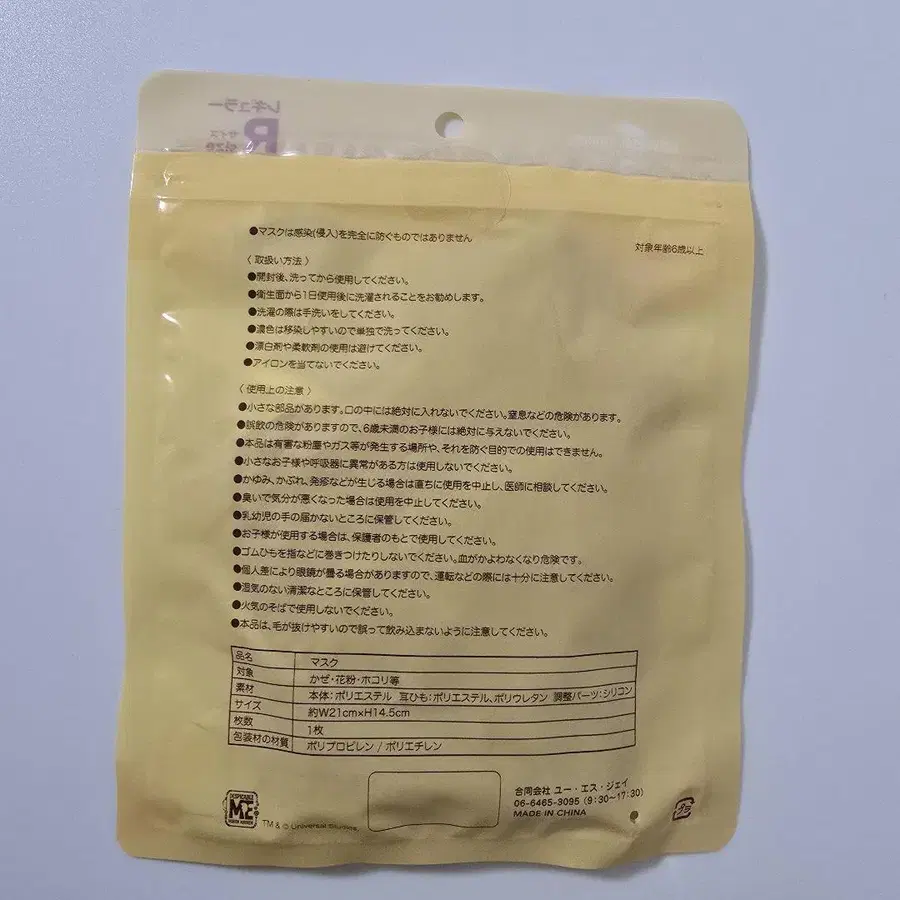 レギュラー
R
サイズ
size
●マスクは感染(侵入)を完全に防ぐものではありません
対象年齢6歳以上
〈 取扱い方法 〉
●開封後、洗ってから使用してください。
●衛生面から1日使用後に洗濯されることをお勧めします。
●洗濯の際は手洗いをしてください。
●濃色は移染しやすいので単独で洗ってください。
●漂白剤や柔軟剤の使用は避けてください。
●アイロンを当てないでください。
〈 使用上の注意 〉
●小さな部品があります。口の中には絶対に入れないでください。窒息などの危険があります。
●誤飲の危険がありますので、6歳未満のお子様には絶対に与えないでください。
●本品は有害な粉塵やガス等が発生する場所や、それを防ぐ目的での使用はできません。
●小さなお子様や呼吸器に異常がある方は使用しないでください。
●かゆみ、かぶれ、発疹などが生じる場合は直ちに使用を中止し、医師に相談してください。
●臭いで気分が悪くなった場合は使用を中止してください。
●乳幼児の手の届かないところに保管してください。
●お子様が使用する場合は、保護者のもとで使用してください。
●ゴムひもを指などに巻きつけたりしないでください。血がかよわなくなり危険です。
●個人差により眼鏡が曇る場合がありますので、運転などの際には十分に注意してください。
●湿気のない清潔なところに保管してください。
●火気のそばで使用しないでください。
●本品は、毛が抜けやすいので誤って飲み込まないように注意してください。
品名 マスク
対象 かぜ・花粉・ホコリ等
素材 本体：ポリエステル 耳ひも：ポリエステル、ポリウレタン 調整パーツ：シリコン
サイズ 約W21cm×H14.5cm
枚数 1枚
包装材の材質 ポリプロピレン / ポリエチレン
DESPICABLE
ME
MINION MAYHEM
TM & © Universal Studios.
合同会社 ユー・エス・ジェイ
06-6465-3095（9:30〜17:30）
MADE IN CHINA
プラ